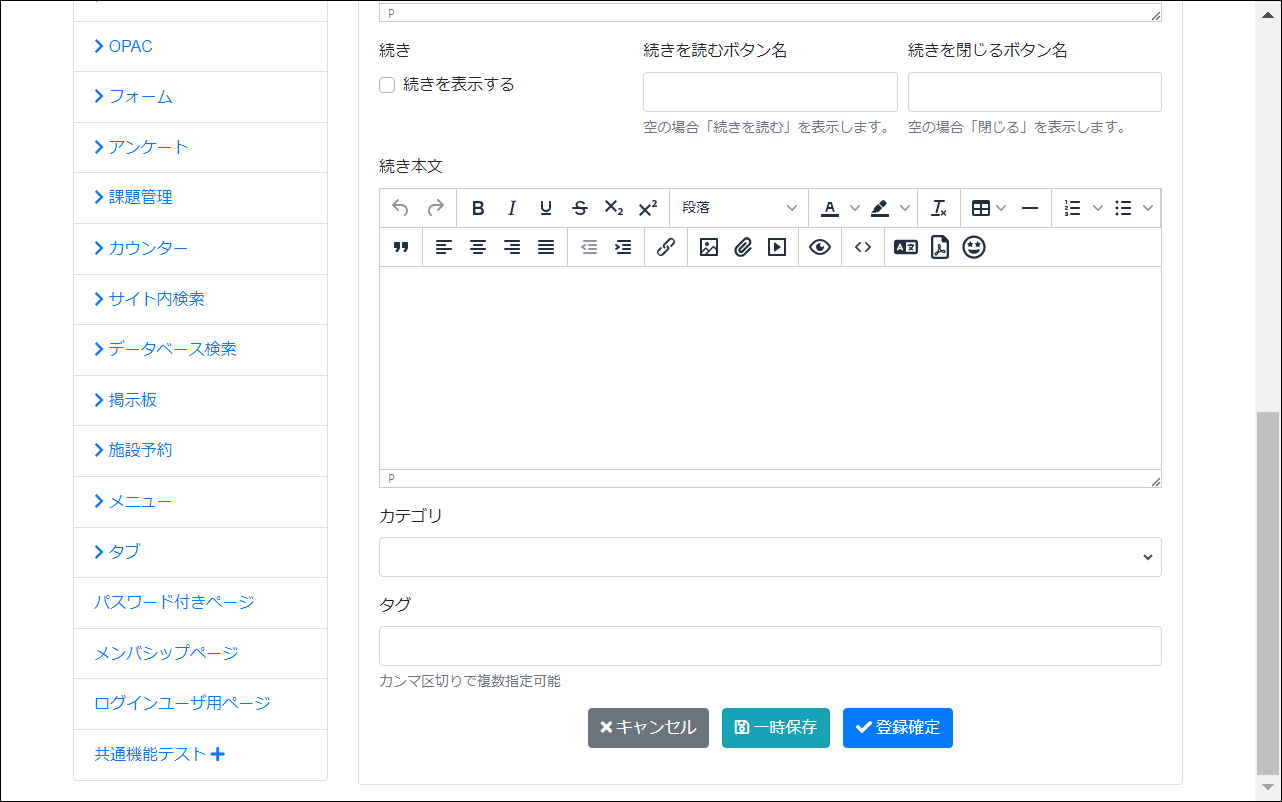 OPAC
フォーム
アンケート
課題管理
カウンター
サイト内検索
データベース検索
掲示板
施設予約
メニュー
タブ
パスワード付きページ
メンバシップページ
ログインユーザ用ページ
共通機能テスト
P
続き
続きを表示する
続きを読むボタン名
空の場合「続きを読む」を表示します。
続きを閉じるボタン名
空の場合「閉じる」を表示します。
続き本文
段落
P
カテゴリ
タグ
カンマ区切りで複数指定可能
キャンセル 一時保存 登録確定